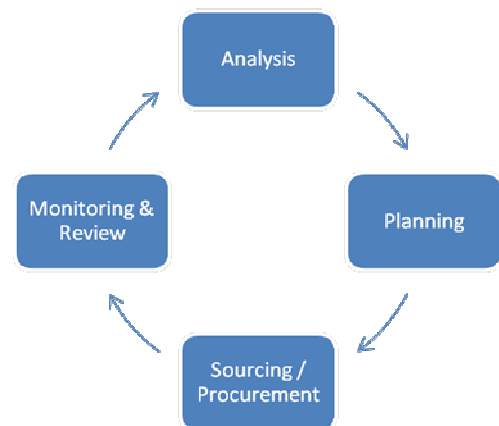 Analysis
Monitoring &
Review
Planning
Sourcing /
Procurement